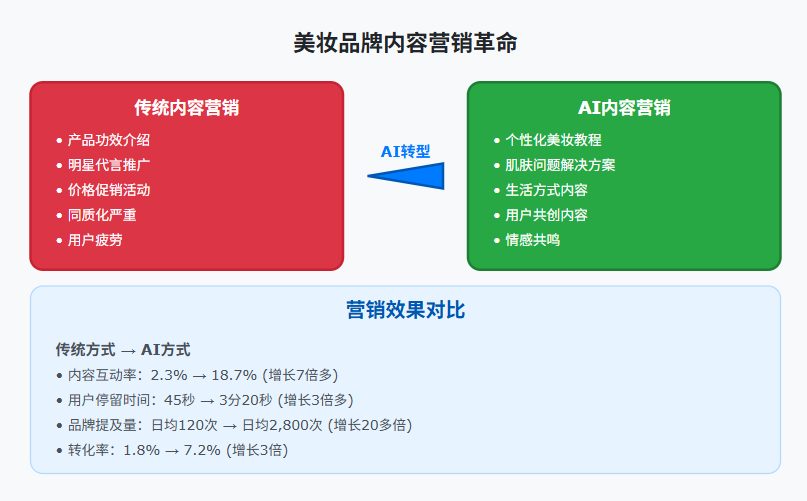 美妆品牌内容营销革命
传统内容营销
• 产品功效介绍
• 明星代言推广
• 价格促销活动
• 同质化严重
• 用户疲劳
AI转型
AI内容营销
• 个性化美妆教程
• 肌肤问题解决方案
• 生活方式内容
• 用户共创内容
• 情感共鸣
营销效果对比
传统方式 → AI方式
• 内容互动率：2.3% → 18.7% (增长7倍多)
• 用户停留时间：45秒 → 3分20秒 (增长3倍多)
• 品牌提及量：日均120次 → 日均2,800次 (增长20多倍)
• 转化率：1.8% → 7.2% (增长3倍)